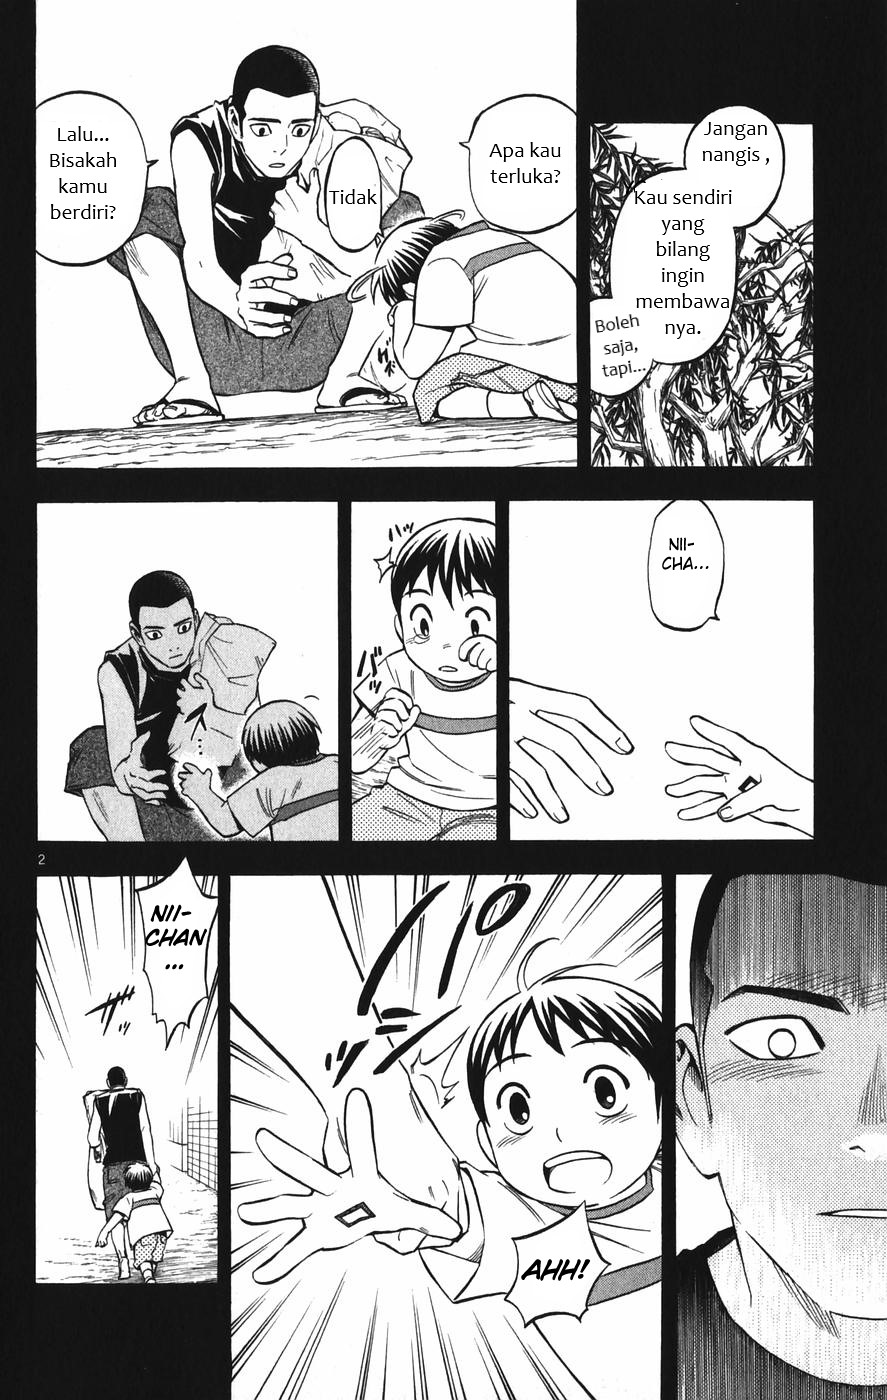 Jangan
nangis ,
Kau sendiri
yang
bilang
ingin
membawa
nya.
Boleh
saja,
tapi...
Apa kau
terluka?
Tidak
Lalu...
Bisakah
kamu
berdiri?
NII-
CHA...
2
AHH!
NII-
CHAN
...